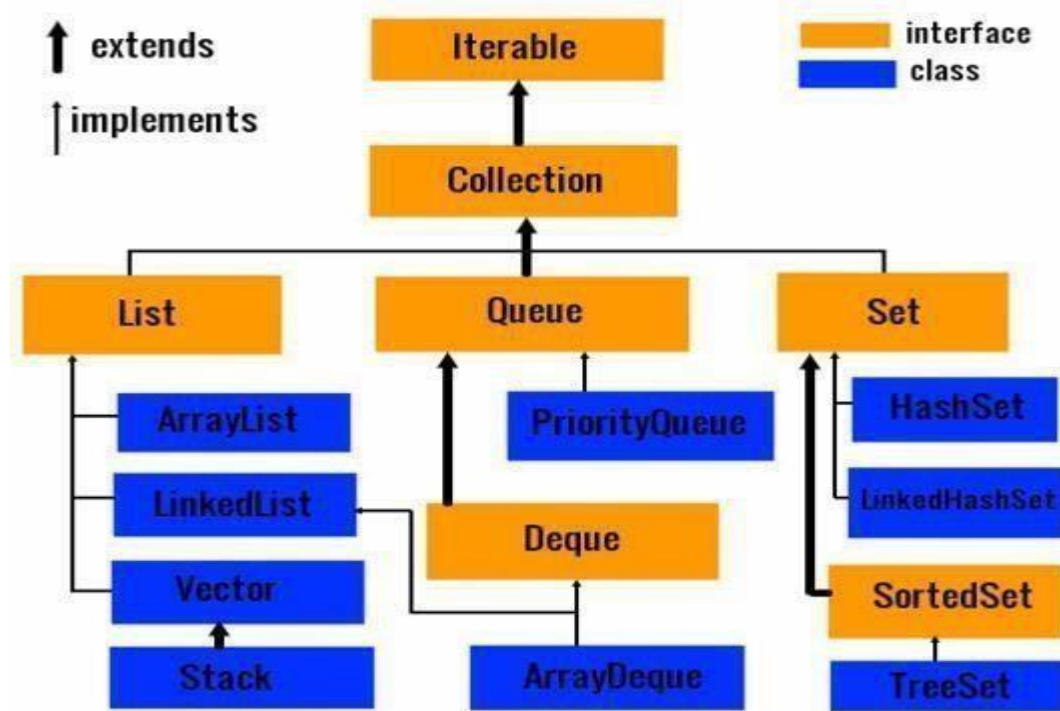 extends
implements
interface
class
Iterable
Collection
List
Queue
Set
ArrayList
PriorityQueue
HashSet
LinkedList
LinkedHashSet
Deque
Vector
SortedSet
Stack
ArrayDeque
TreeSet